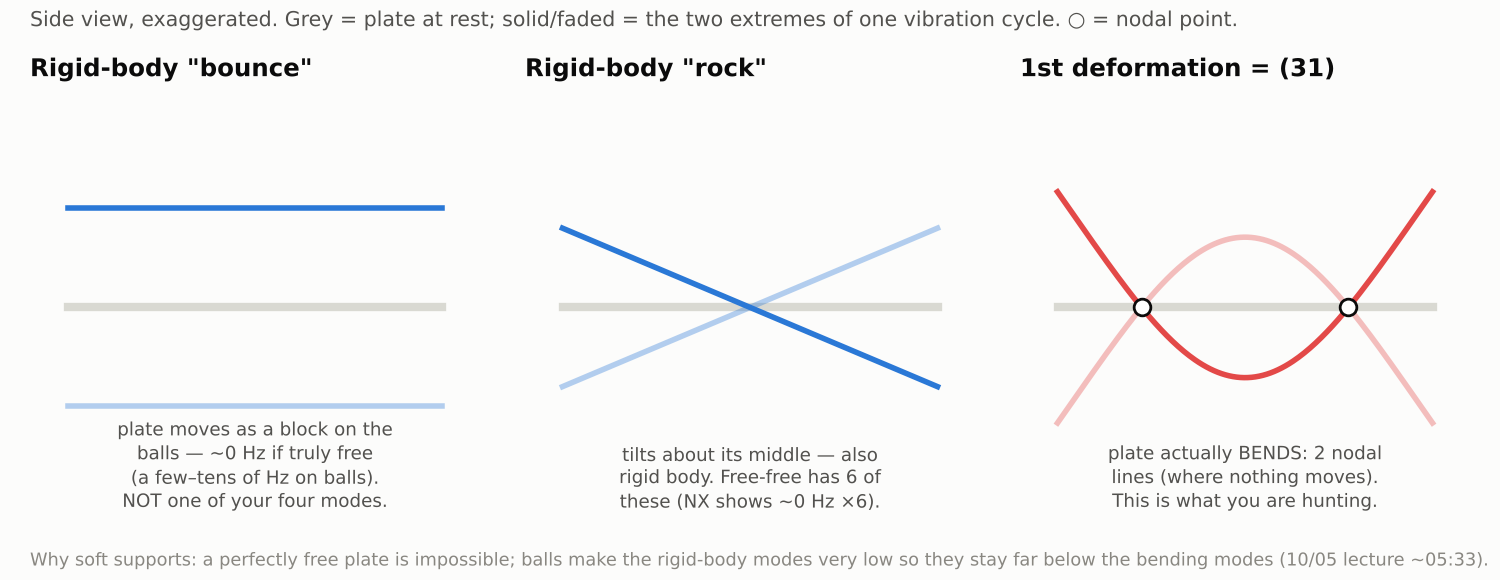 Side view, exaggerated. Grey = plate at rest; solid/faded = the two extremes of one vibration cycle. ○ = nodal point.
Rigid-body "bounce"
Rigid-body "rock"
1st deformation = (31)
plate moves as a block on the
balls — ~0 Hz if truly free
(a few–tens of Hz on balls).
NOT one of your four modes.
tilts about its middle — also
rigid body. Free-free has 6 of
these (NX shows ~0 Hz ×6).
plate actually BENDS: 2 nodal
lines (where nothing moves).
This is what you are hunting.
Why soft supports: a perfectly free plate is impossible; balls make the rigid-body modes very low so they stay far below the bending modes (10/05 lecture ~05:33).